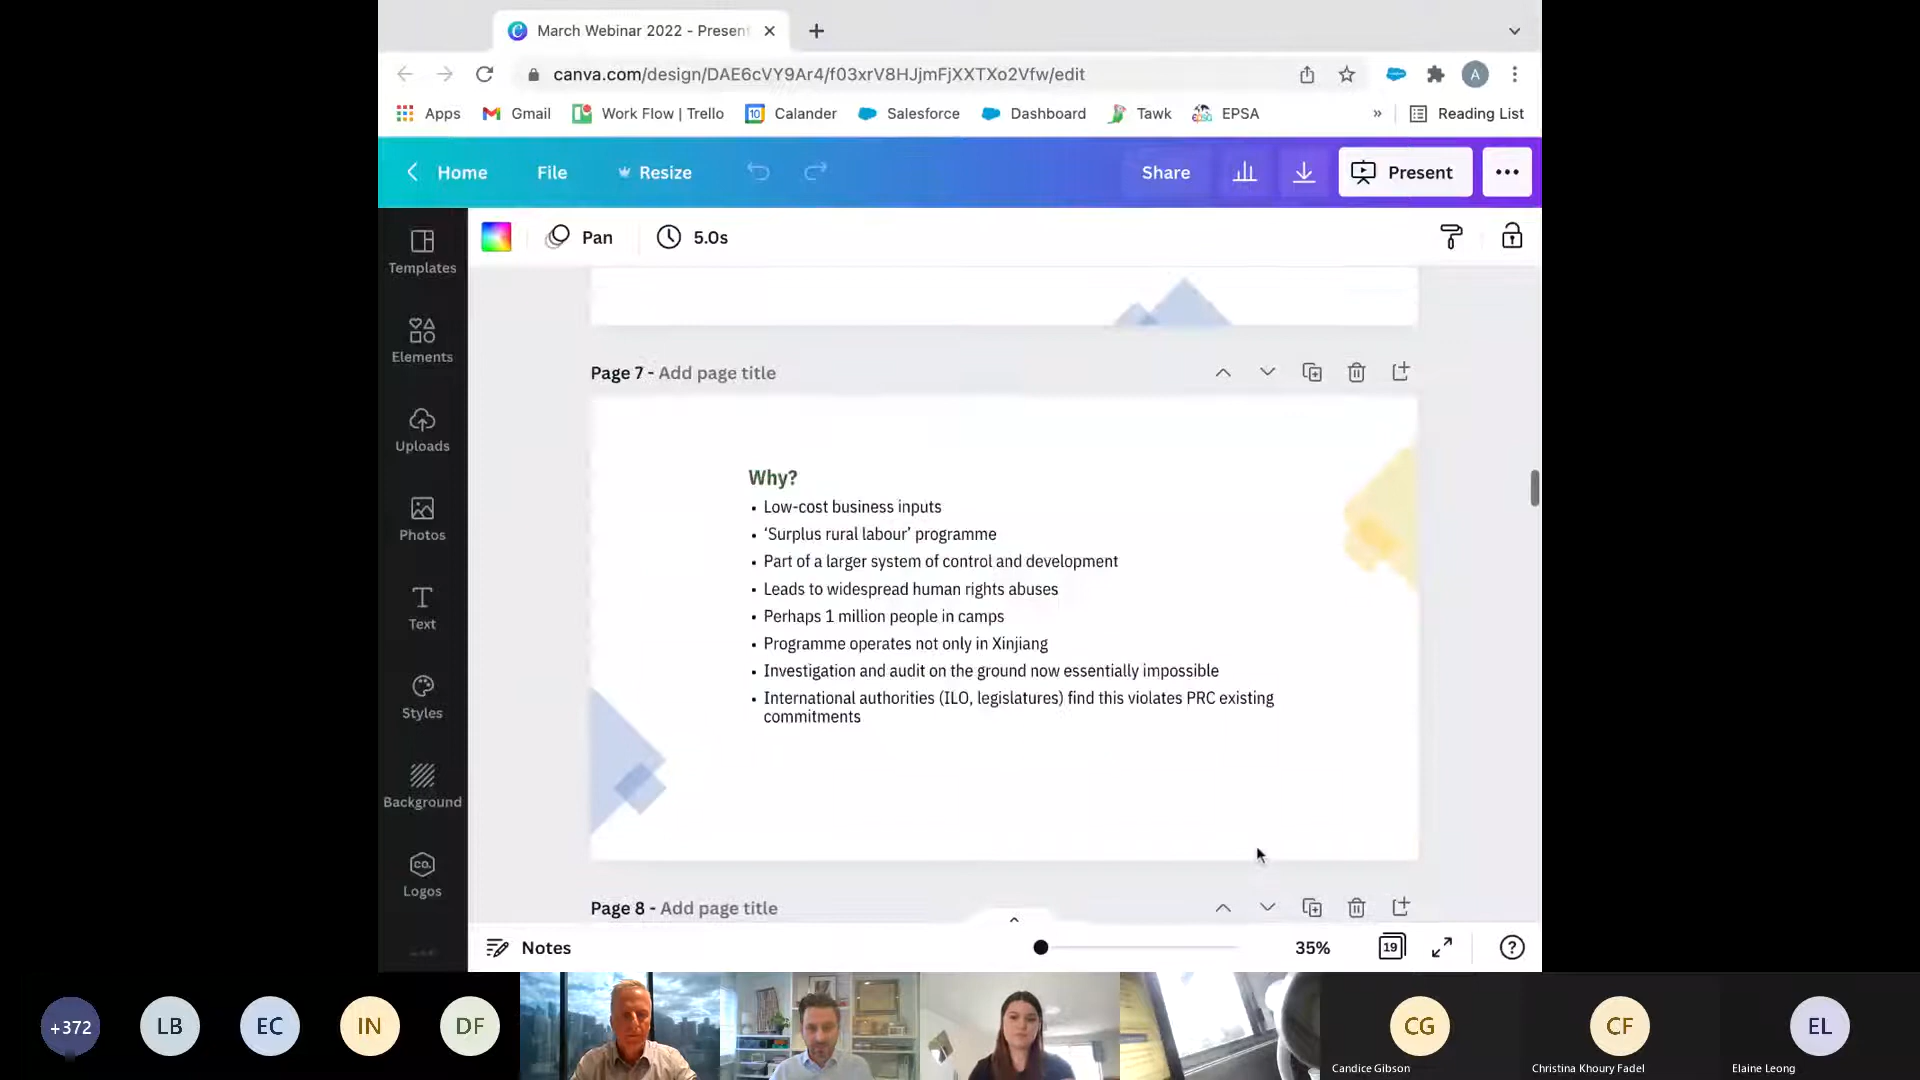 March Webinar 2022 - Present
canva.com/design/DAE6cVY9Ar4/f03xrV8HJjmFjXXTXo2Vfw/edit
A
Apps
Gmail
Work Flow | Trello
10
Calander
Salesforce
Dashboard
Tawk
EPSA
»
Reading List
Home
File
Resize
Share
Present
Pan
5.0s
Templates
Elements
Uploads
Photos
Text
Styles
Background
CO.
Logos
Page 7 - Add page title
Why?
• Low-cost business inputs
• ‘Surplus rural labour’ programme
• Part of a larger system of control and development
• Leads to widespread human rights abuses
• Perhaps 1 million people in camps
• Programme operates not only in Xinjiang
• Investigation and audit on the ground now essentially impossible
• International authorities (ILO, legislatures) find this violates PRC existing
commitments
Page 8 - Add page title
Notes
35%
19
?
+372
LB
EC
IN
DF
CG
Candice Gibson
CF
Christina Khoury Fadel
EL
Elaine Leong